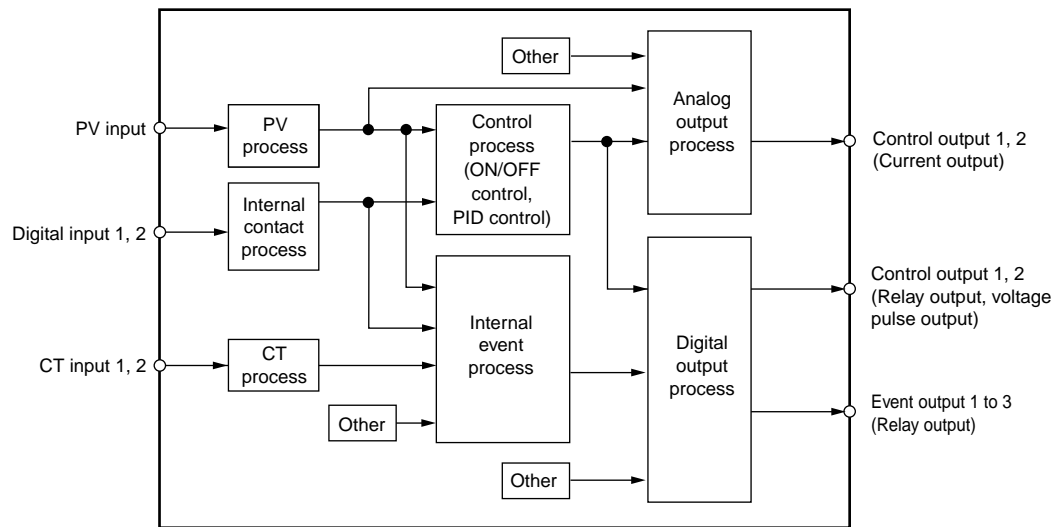 Other
Analog
output
process
PV input
PV
process
Control
process
(ON/OFF
control,
PID control)
Control output 1, 2
(Current output)
Digital input 1, 2
Internal
contact
process
Control output 1, 2
(Relay output, voltage
pulse output)
Internal
event
process
Digital
output
process
CT input 1, 2
CT
process
Other
Event output 1 to 3
(Relay output)
Other